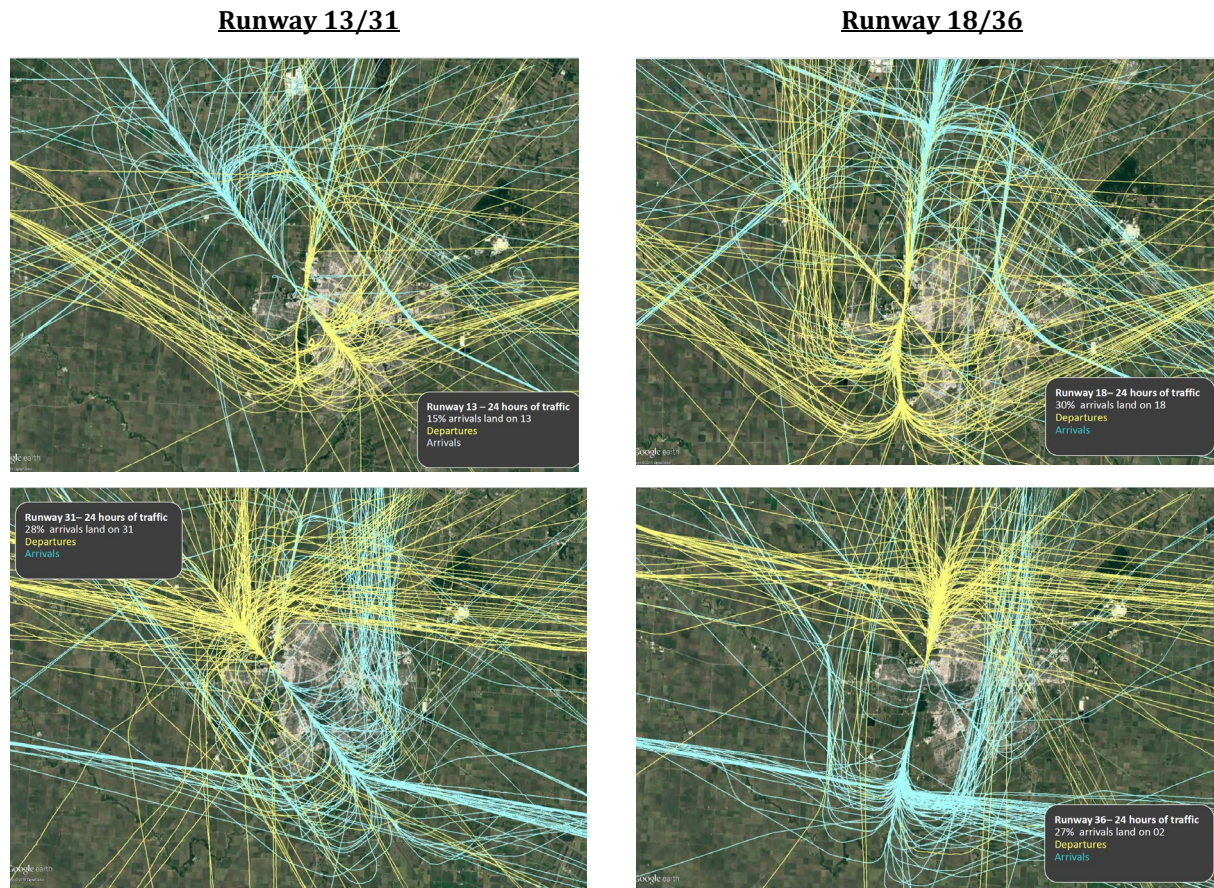 Runway 13/31
Runway 18/36
Runway 13 – 24 hours of traffic
15% arrivals land on 13
Departures
Arrivals
Runway 18– 24 hours of traffic
30% arrivals land on 18
Departures
Arrivals
gle earth
Google earth
Runway 31– 24 hours of traffic
28% arrivals land on 31
Departures
Arrivals
Runway 36– 24 hours of traffic
27% arrivals land on 02
Departures
Arrivals
Google earth
Google earth